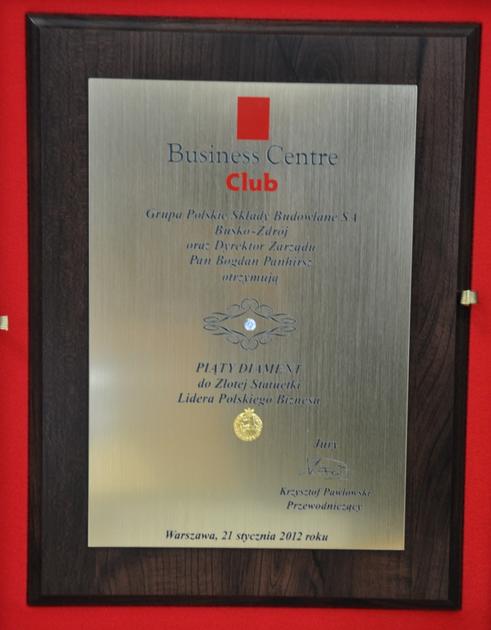 Business Centre
Club
Grupa Polskie Składy Budowlane SA
Busko-Zdrój
oraz Dyrektor Zarządu
Pan Bogdan Panhirsz
otrzymują
PIĄTY DIAMENT
do Złotej Statuetki
Lidera Polskiego Biznesu
Jury
Krzysztof Pawłowski
Przewodniczący
Warszawa, 21 stycznia 2012 roku